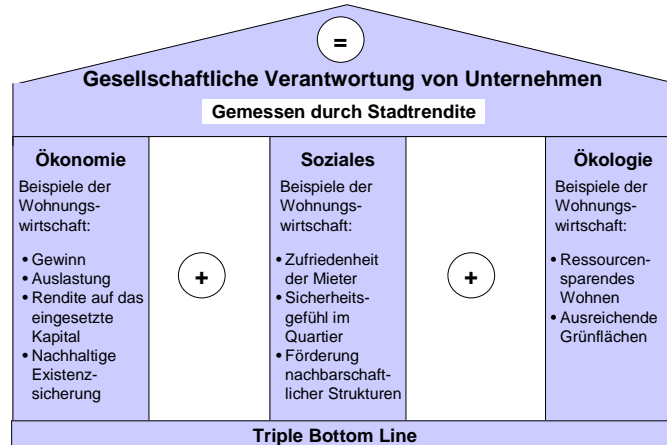 =
Gesellschaftliche Verantwortung von Unternehmen
Gemessen durch Stadtrendite
Ökonomie
Beispiele der
Wohnungs-
wirtschaft:
• Gewinn
• Auslastung
• Rendite auf das
eingesetzte
Kapital
• Nachhaltige
Existenz-
sicherung
+
Soziales
Beispiele der
Wohnungs-
wirtschaft:
• Zufriedenheit
der Mieter
• Sicherheits-
gefühl im
Quartier
• Förderung
nachbarschaft-
licher Strukturen
+
Ökologie
Beispiele der
Wohnungs-
wirtschaft:
• Ressourcen-
sparendes
Wohnen
• Ausreichende
Grünflächen
Triple Bottom Line